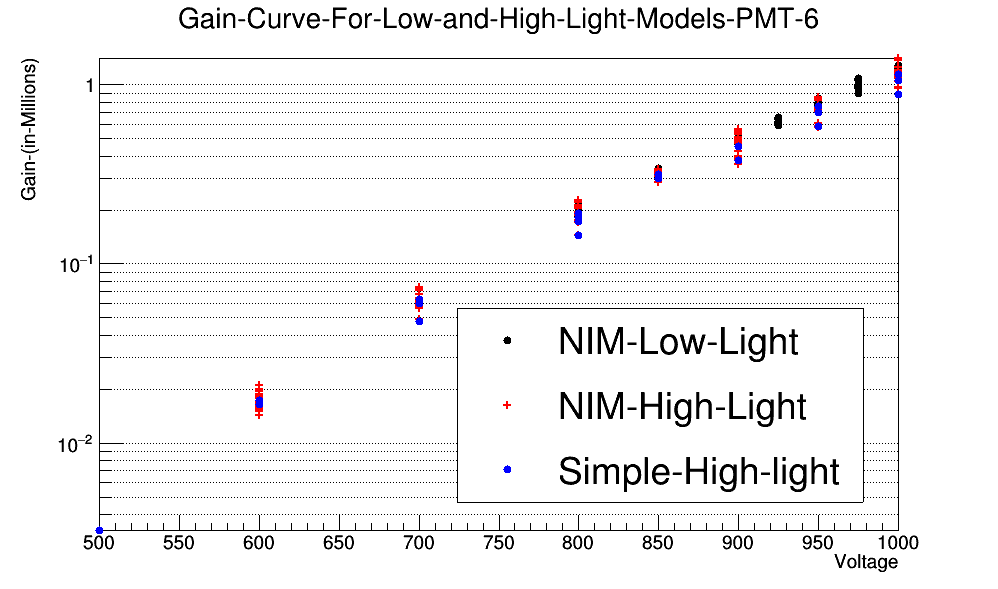 Gain-Curve-For-Low-and-High-Light-Models-PMT-6
Gain-(in-Millions)
1
10⁻¹
10⁻²
NIM-Low-Light
NIM-High-Light
Simple-High-light
500 550 600 650 700 750 800 850 900 950 1000
Voltage